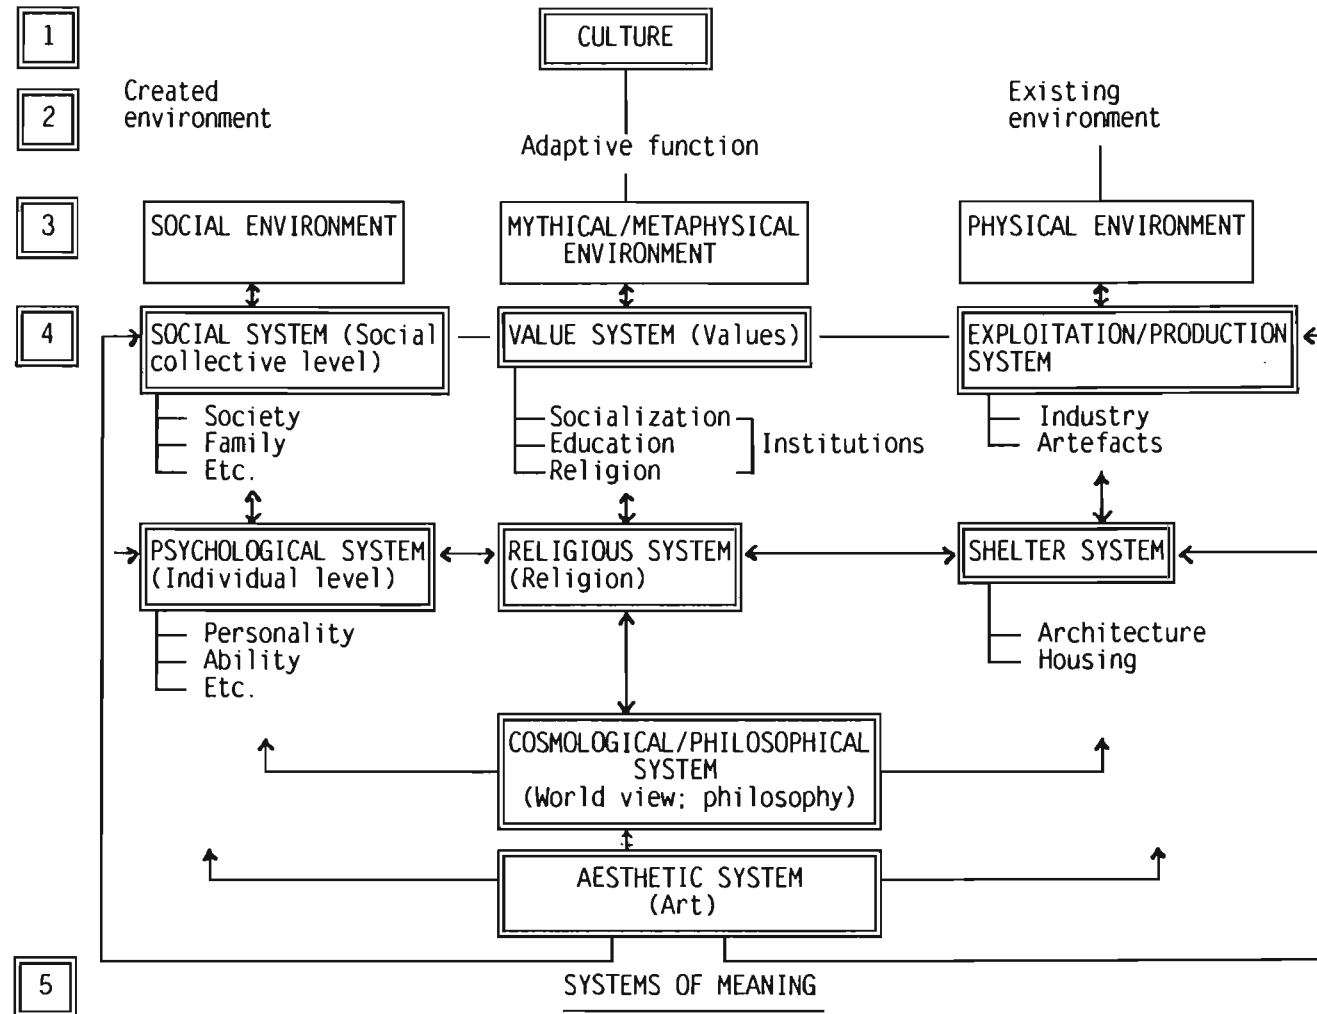 1
CULTURE
2
Created
environment
Existing
environment
Adaptive function
3
SOCIAL ENVIRONMENT
MYTHICAL/METAPHYSICAL
ENVIRONMENT
PHYSICAL ENVIRONMENT
4
SOCIAL SYSTEM (Social
collective level)
VALUE SYSTEM (Values)
EXPLOITATION/PRODUCTION
SYSTEM
Society
Family
Etc.
Socialization
Education
Religion
Institutions
Industry
Artefacts
PSYCHOLOGICAL SYSTEM
(Individual level)
RELIGIOUS SYSTEM
(Religion)
SHELTER SYSTEM
Personality
Ability
Etc.
Architecture
Housing
COSMOLOGICAL/PHILOSOPHICAL
SYSTEM
(World view; philosophy)
AESTHETIC SYSTEM
(Art)
5
SYSTEMS OF MEANING